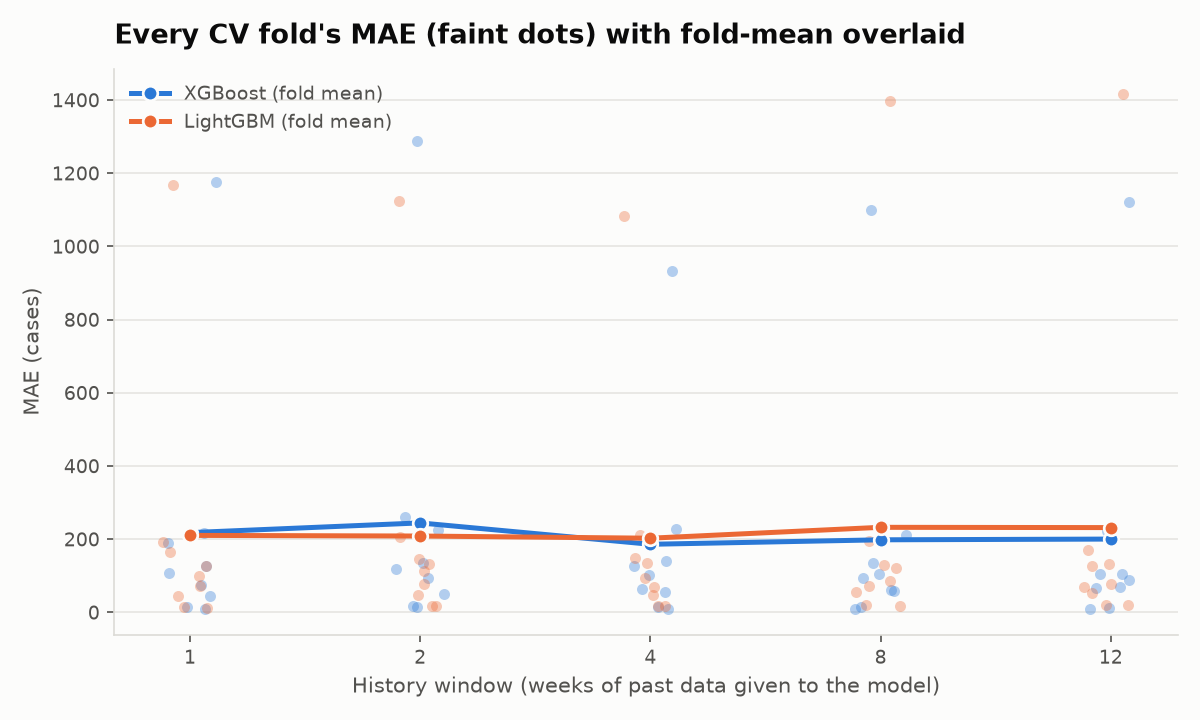 Every CV fold's MAE (faint dots) with fold-mean overlaid
XGBoost (fold mean)
LightGBM (fold mean)
1400
1200
1000
800
600
400
200
0
MAE (cases)
1
2
4
8
12
History window (weeks of past data given to the model)